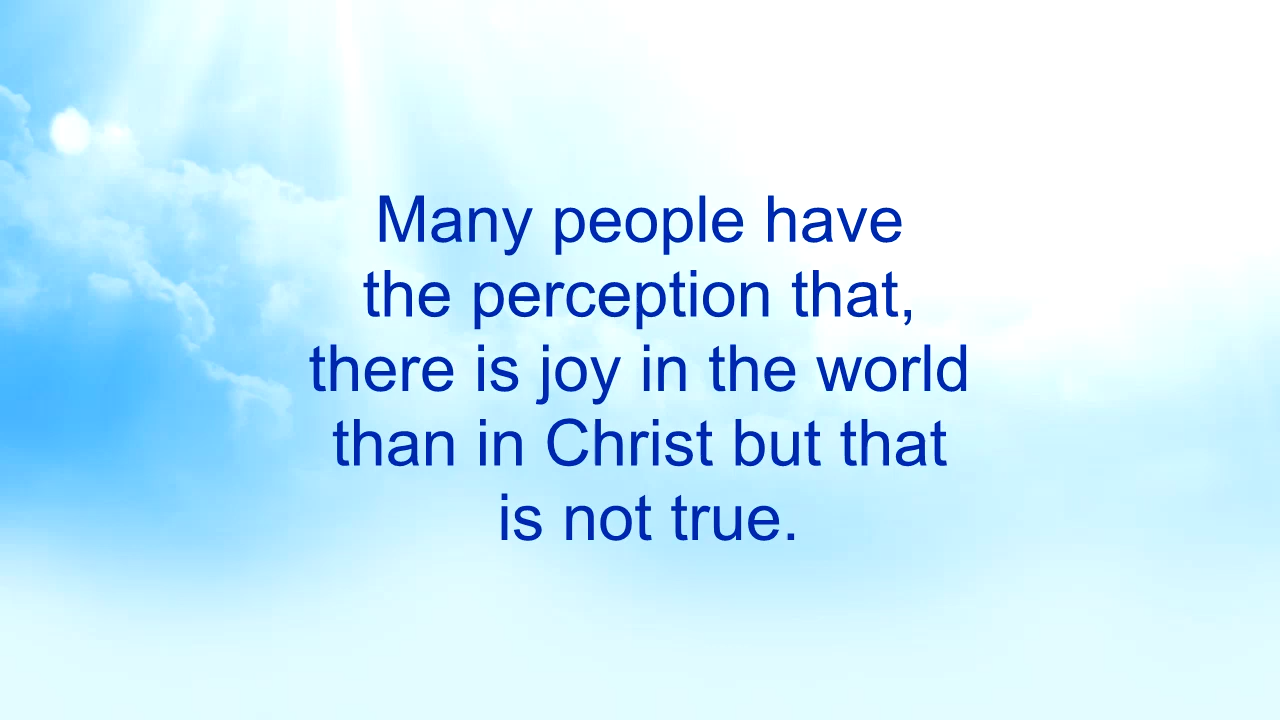 Many people have
the perception that,
there is joy in the world
than in Christ but that
is not true.